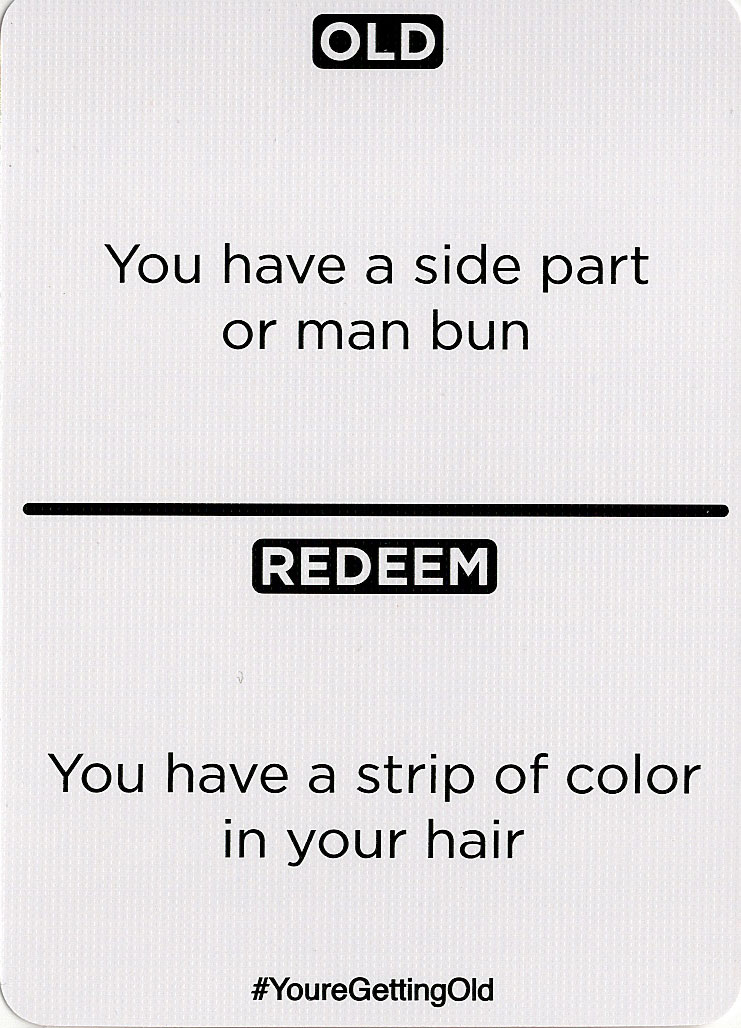 OLD
You have a side part
or man bun
REDEEM
You have a strip of color
in your hair
#YoureGettingOld